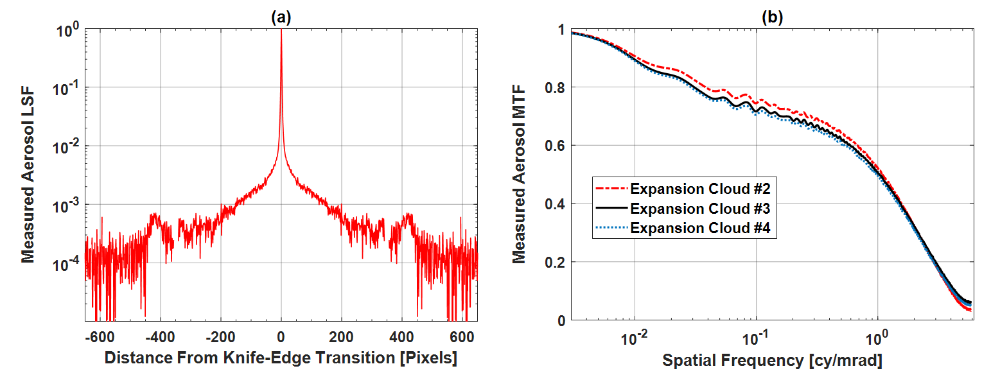 (a)
10^0
10^-1
10^-2
10^-3
10^-4
Measured Aerosol LSF
-600 -400 -200 0 200 400 600
Distance From Knife-Edge Transition [Pixels]
(b)
1
0.8
0.6
0.4
0.2
0
Measured Aerosol MTF
Expansion Cloud #2
Expansion Cloud #3
Expansion Cloud #4
10^-2 10^-1 10^0
Spatial Frequency [cy/mrad]